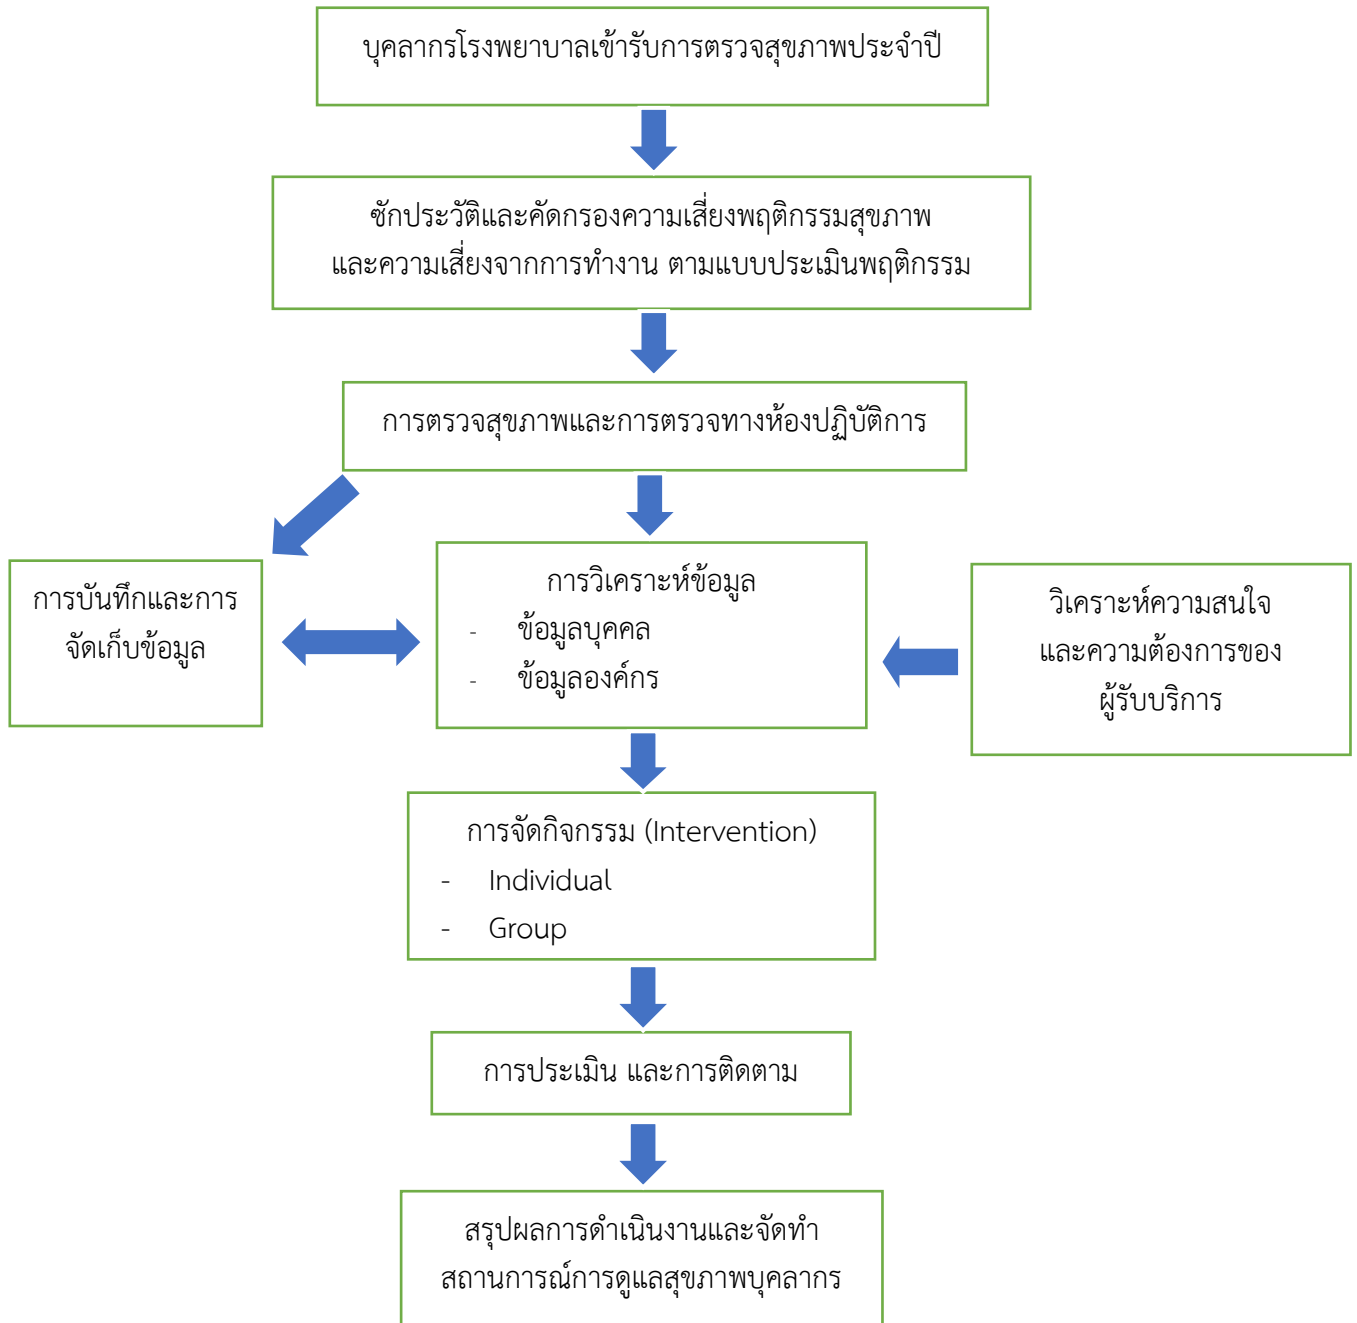 บุคลากรโรงพยาบาลเข้ารับการตรวจสุขภาพประจำปี
ซักประวัติและคัดกรองความเสี่ยงพฤติกรรมสุขภาพ
และความเสี่ยงจากการทำงาน ตามแบบประเมินพฤติกรรม
การตรวจสุขภาพและการตรวจทางห้องปฏิบัติการ
การบันทึกและการ
จัดเก็บข้อมูล
การวิเคราะห์ข้อมูล
- ข้อมูลบุคคล
- ข้อมูลองค์กร
วิเคราะห์ความสนใจ
และความต้องการของ
ผู้รับบริการ
การจัดกิจกรรม (Intervention)
- Individual
- Group
การประเมิน และการติดตาม
สรุปผลการดำเนินงานและจัดทำ
สถานการณ์การดูแลสุขภาพบุคลากร